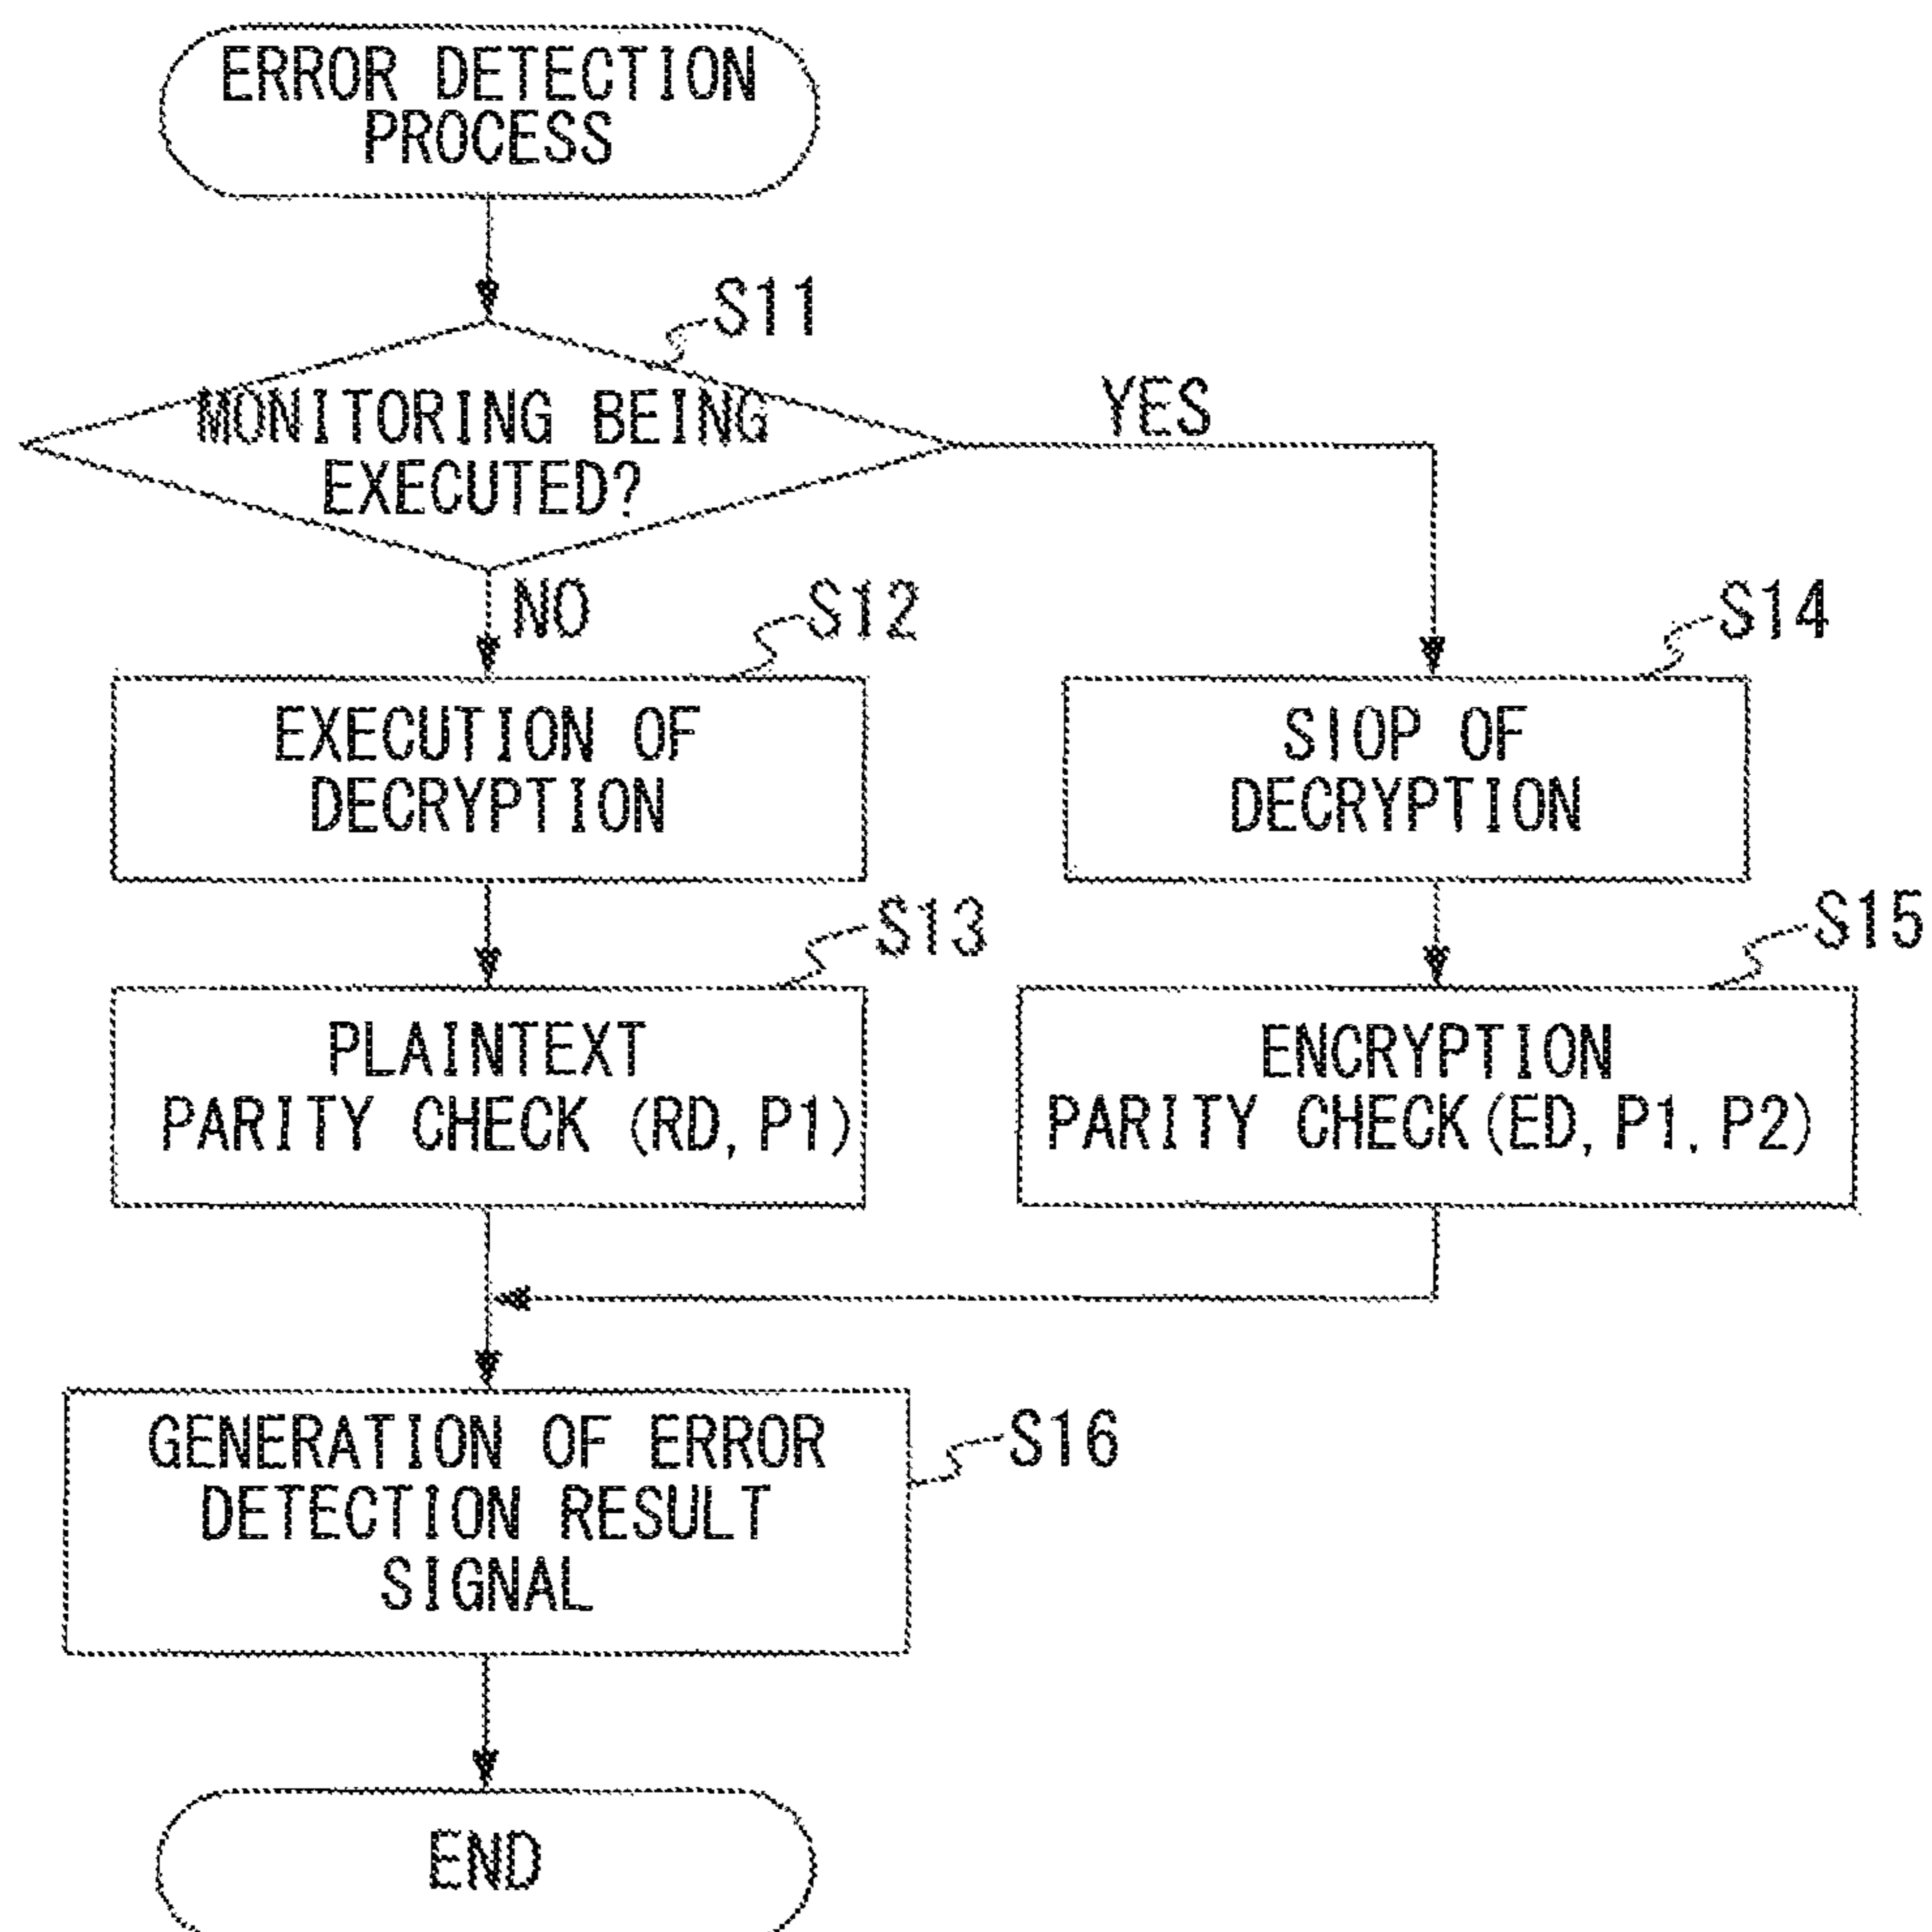 ERROR DETECTION
PROCESS
S11
MONITORING BEING
EXECUTED?
YES
NO
S12
EXECUTION OF
DECRYPTION
S14
SIOP OF
DECRYPTION
S13
PLAINTEXT
PARITY CHECK (RD, P1)
S15
ENCRYPTION
PARITY CHECK(ED, P1, P2)
GENERATION OF ERROR
DETECTION RESULT
SIGNAL
S16
END